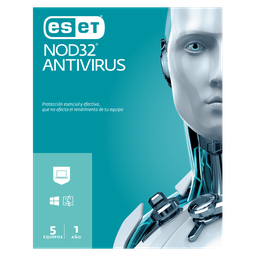 eseT
NOD32®
ANTIVIRUS
Protección esencial y efectiva,
que no afecta el rendimiento de tu equipo
5 1
EQUIPOS AÑO